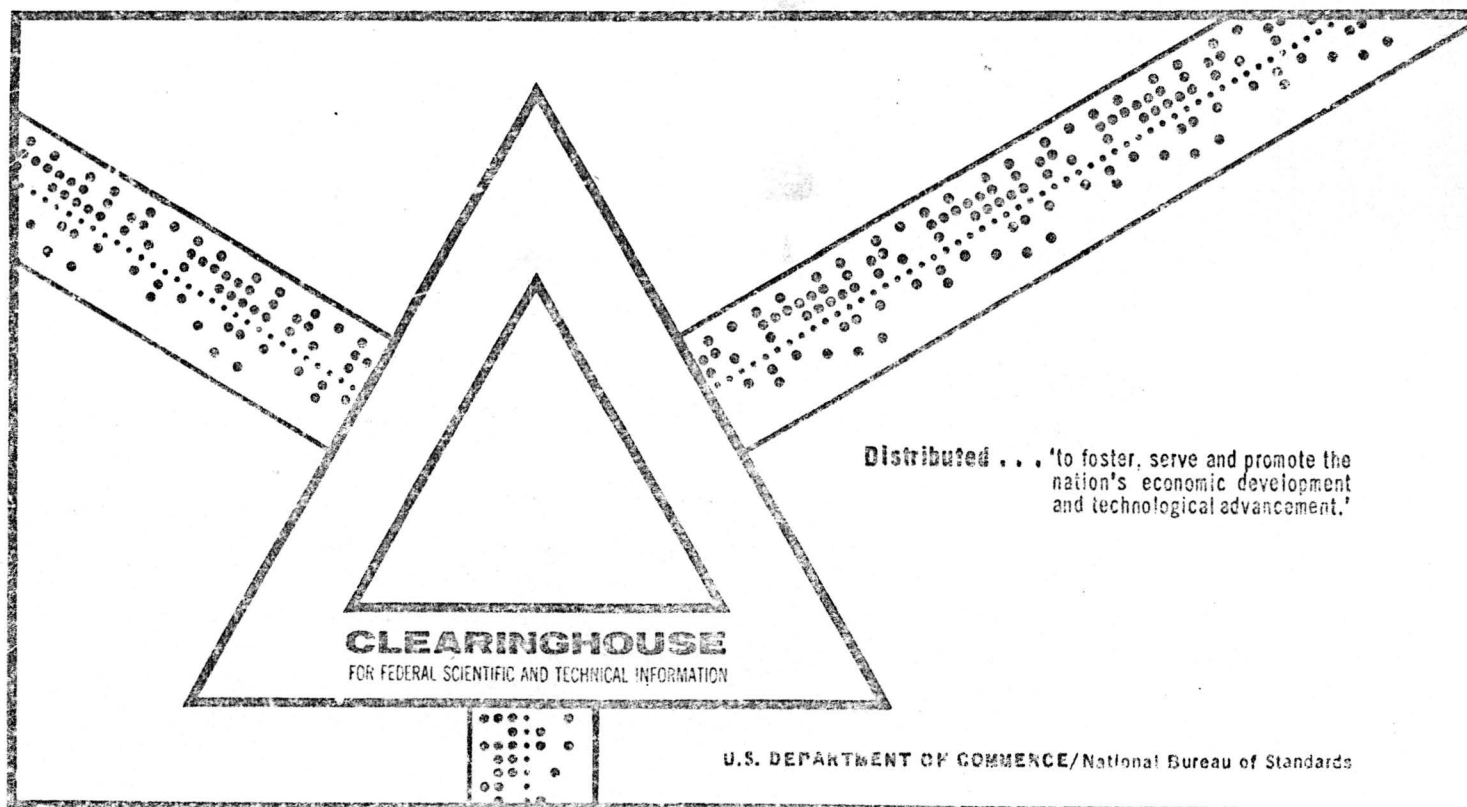 Distributed . . . 'to foster, serve and promote the
nation's economic development
and technological advancement.'
CLEARINGHOUSE
FOR FEDERAL SCIENTIFIC AND TECHNICAL INFORMATION
U.S. DEPARTMENT OF COMMERCE/National Bureau of Standards